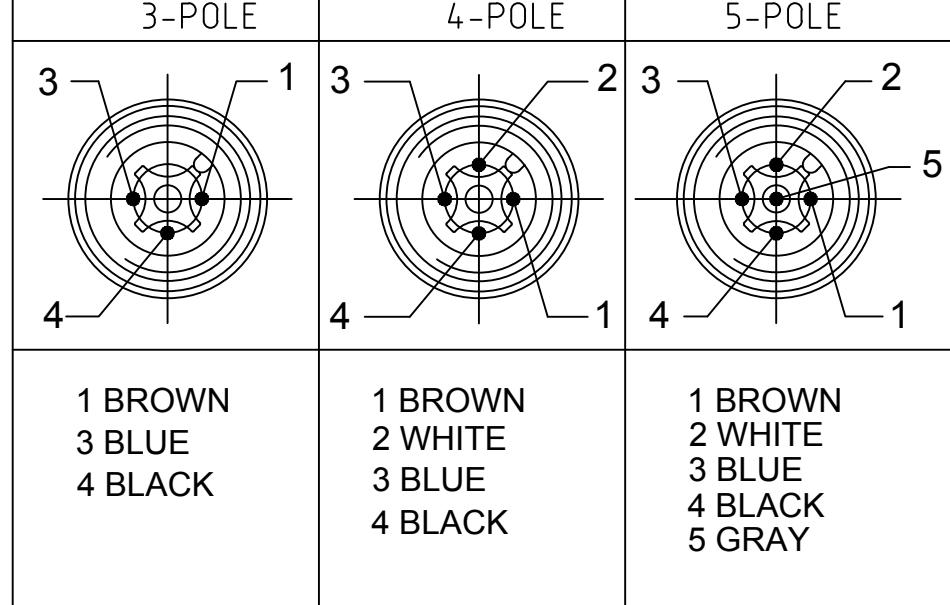 3-POLE 4-POLE 5-POLE
3 1
4
3 2
4 1
3 2
5
4 1
1 BROWN
3 BLUE
4 BLACK
1 BROWN
2 WHITE
3 BLUE
4 BLACK
1 BROWN
2 WHITE
3 BLUE
4 BLACK
5 GRAY